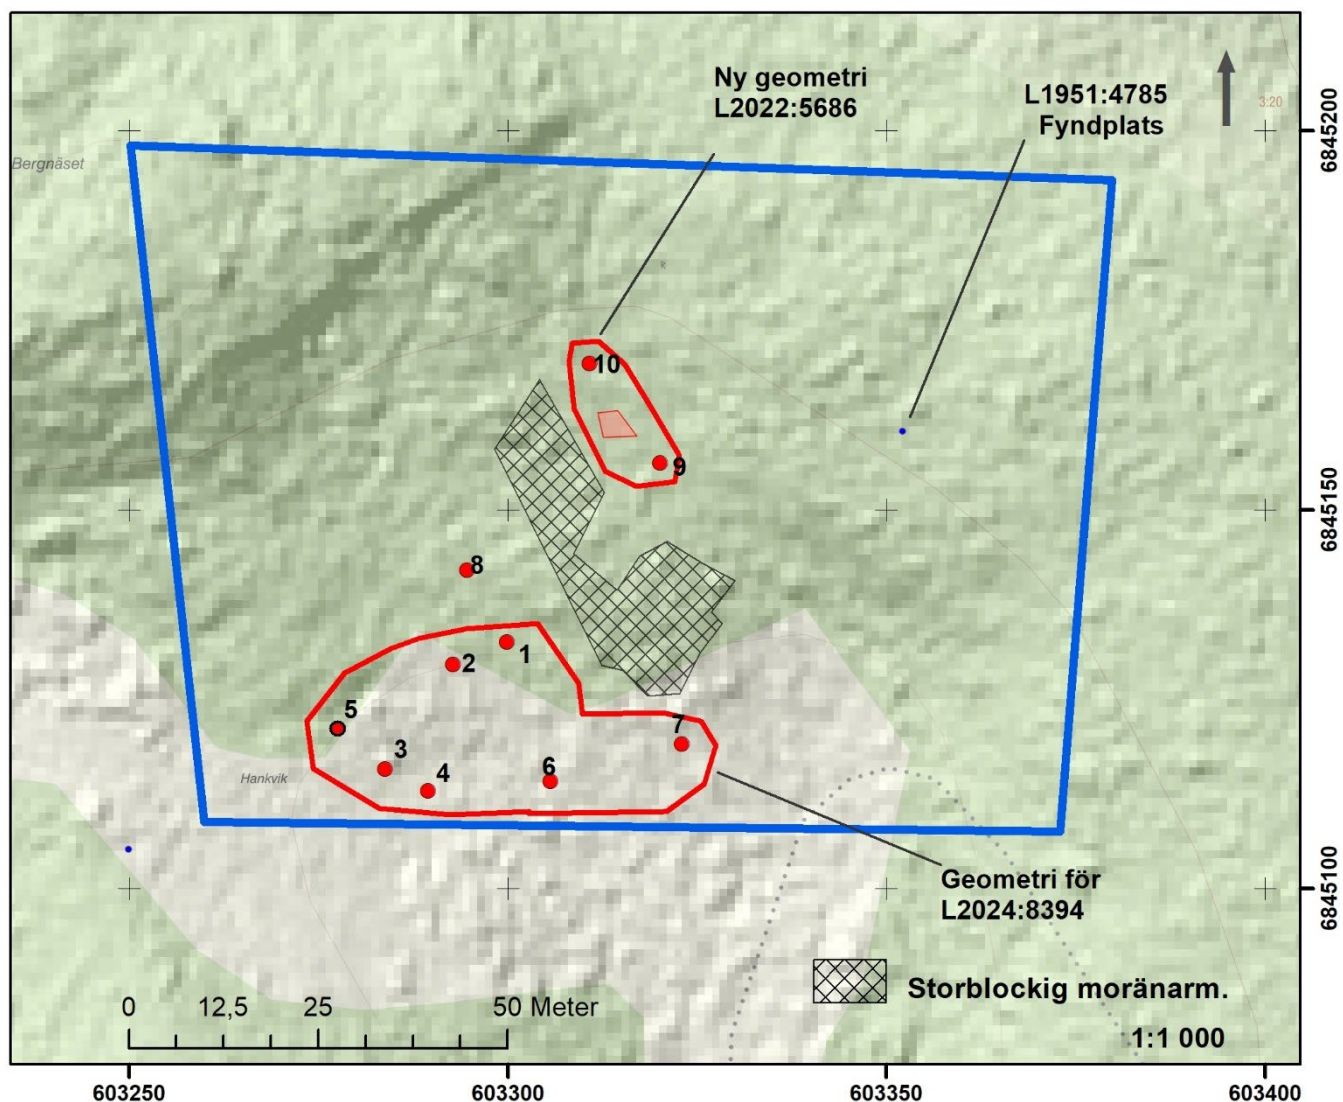 Ny geometri
L2022:5686
L1951:4785
Fyndplats
3:20
Bergnäset
R
10
9
8
1
2
5
3
4
6
7
Hankvik
Geometri för
L2024:8394
Storblockig moränarm.
1:1 000
0 12,5 25 50 Meter
6845200
6845150
6845100
603250 603300 603350 603400